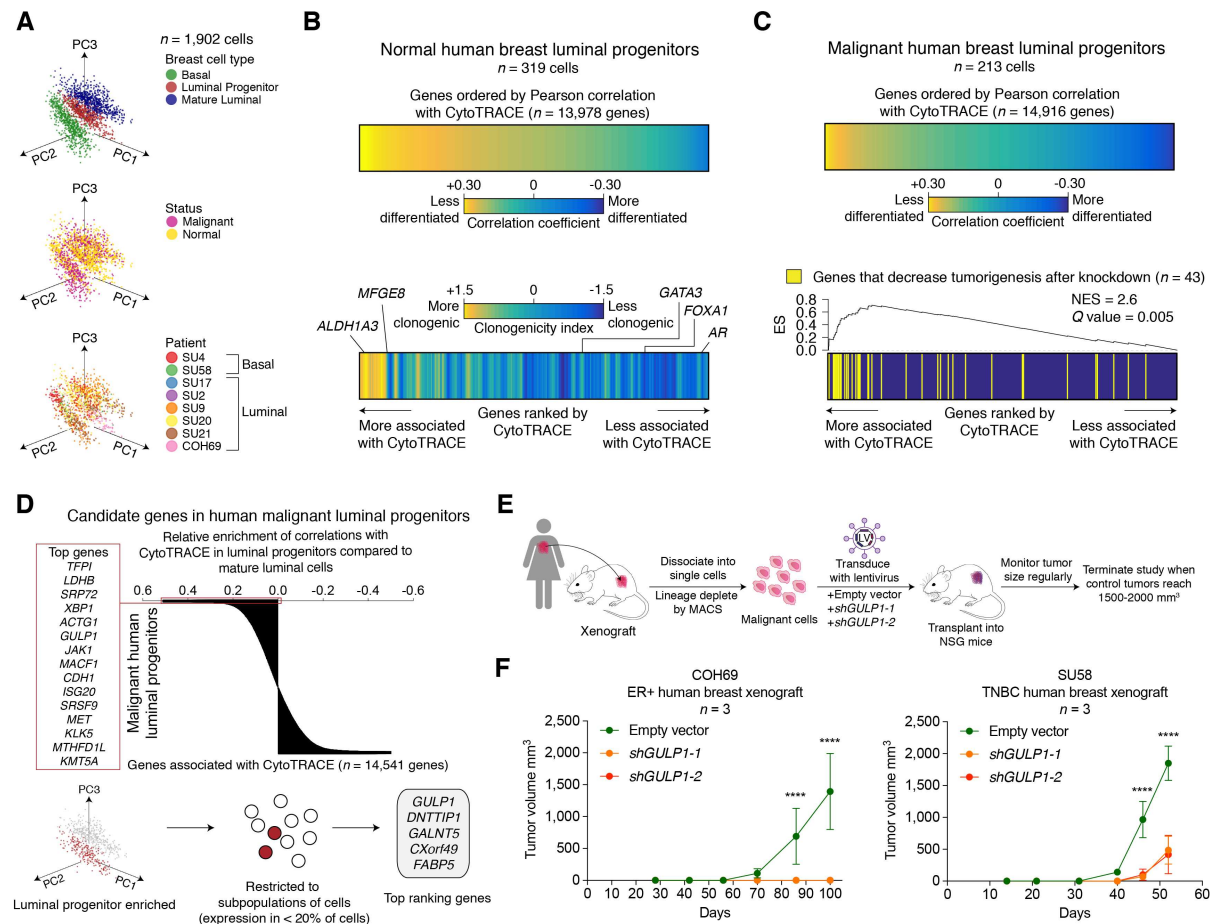 A
n = 1,902 cells
PC3
PC2
PC1
Breast cell type
Basal
Luminal Progenitor
Mature Luminal
PC3
PC2
PC1
Status
Malignant
Normal
PC3
PC2
PC1
Patient
SU4
SU58
SU17
SU2
SU9
SU20
SU21
COH69
Basal
Luminal
B
Normal human breast luminal progenitors
n = 319 cells
Genes ordered by Pearson correlation
with CytoTRACE (n = 13,978 genes)
+0.30 0 -0.30
Less
differentiated
More
differentiated
Correlation coefficient
+1.5 0 -1.5
More
clonogenic
Less
clonogenic
Clonogenicity index
ALDH1A3
MFGE8
GATA3
FOXA1
AR
More associated
with CytoTRACE
Genes ranked by
CytoTRACE
Less associated
with CytoTRACE
C
Malignant human breast luminal progenitors
n = 213 cells
Genes ordered by Pearson correlation
with CytoTRACE (n = 14,916 genes)
+0.30 0 -0.30
Less
differentiated
More
differentiated
Correlation coefficient
Genes that decrease tumorigenesis after knockdown (n = 43)
ES
0.8
0.6
0.4
0.2
0.0
NES = 2.6
Q value = 0.005
More associated
with CytoTRACE
Genes ranked by
CytoTRACE
Less associated
with CytoTRACE
D
Candidate genes in human malignant luminal progenitors
Relative enrichment of correlations with
CytoTRACE in luminal progenitors compared to
mature luminal cells
Top genes
TFPI
LDHB
SRP72
XBP1
ACTG1
GULP1
JAK1
MACF1
CDH1
ISG20
SRSF9
MET
KLK5
MTHFD1L
KMT5A
0.6 0.4 0.2 0.0 -0.2 -0.4 -0.6
Malignant human
luminal progenitors
Genes associated with CytoTRACE (n = 14,541 genes)
PC3
PC2
PC1
Luminal progenitor enriched
Restricted to
subpopulations of cells
(expression in < 20% of cells)
GULP1
DNTTIP1
GALNT5
CXorf49
FABP5
Top ranking genes
E
Xenograft
Dissociate into
single cells
Lineage deplete
by MACS
Malignant cells
LV
Transduce
with lentivirus
+Empty vector
+shGULP1-1
+shGULP1-2
Transplant into
NSG mice
Monitor tumor
size regularly
Terminate study when
control tumors reach
1500-2000 mm3
F
COH69
ER+ human breast xenograft
n = 3
Tumor volume mm3
2,500
2,000
1,500
1,000
500
0
Empty vector
shGULP1-1
shGULP1-2
****
****
0 10 20 30 40 50 60 70 80 90 100
Days
SU58
TNBC human breast xenograft
n = 3
Tumor volume mm3
2,500
2,000
1,500
1,000
500
0
Empty vector
shGULP1-1
shGULP1-2
****
****
0 10 20 30 40 50 60
Days